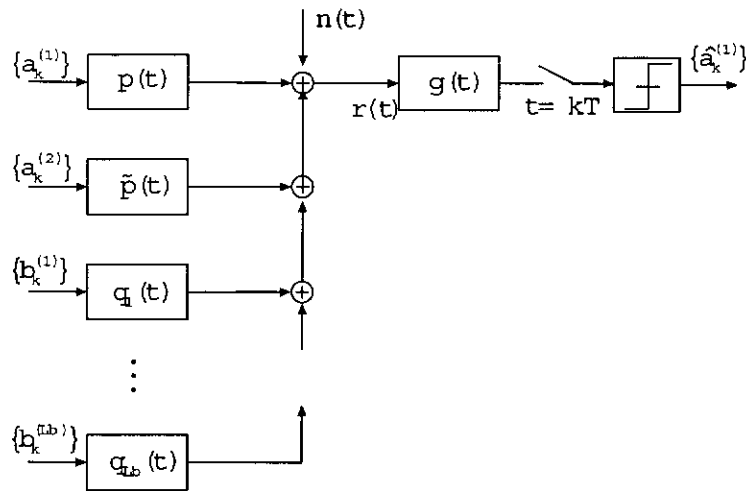 n(t)
{a_k^(1)}
p(t)
r(t)
g(t)
t= kT
{â_k^(1)}
{a_k^(2)}
p̃(t)
{b_k^(1)}
q_1(t)
{b_k^(Lb)}
q_Lb(t)